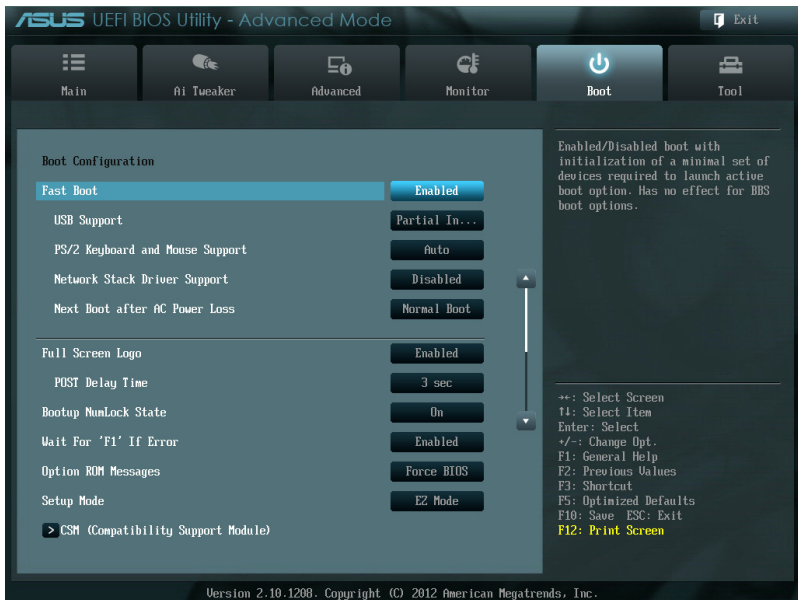 ASUS UEFI BIOS Utility - Advanced Mode
Exit
Main
Ai Tweaker
Advanced
Monitor
Boot
Tool
Boot Configuration
Fast Boot Enabled
USB Support Partial In...
PS/2 Keyboard and Mouse Support Auto
Network Stack Driver Support Disabled
Next Boot after AC Power Loss Normal Boot
Full Screen Logo Enabled
POST Delay Time 3 sec
Bootup NumLock State On
Wait For 'F1' If Error Enabled
Option ROM Messages Force BIOS
Setup Mode EZ Mode
> CSM (Compatibility Support Module)
Enabled/Disabled boot with
initialization of a minimal set of
devices required to launch active
boot option. Has no effect for BBS
boot options.
→←: Select Screen
↑↓: Select Item
Enter: Select
+/-: Change Opt.
F1: General Help
F2: Previous Values
F3: Shortcut
F5: Optimized Defaults
F10: Save ESC: Exit
F12: Print Screen
Version 2.10.1208. Copyright (C) 2012 American Megatrends, Inc.